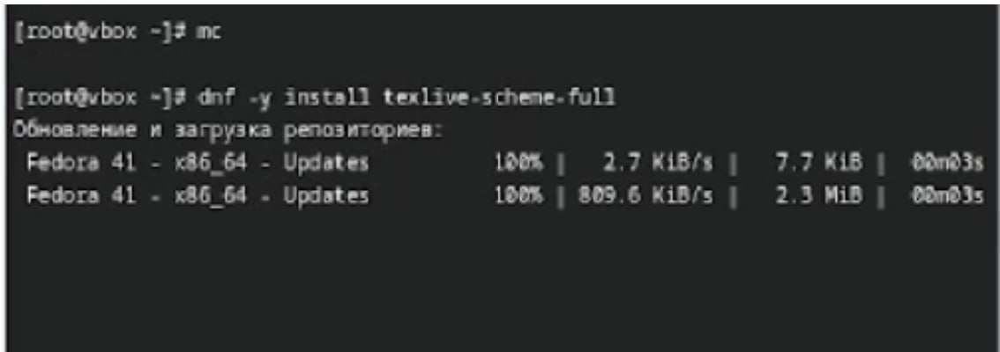 [root@vbox ~]# mc
[root@vbox ~]# dnf -y install texlive-scheme-full
Обновление и загрузка репозиториев:
Fedora 41 - x86_64 - Updates 100% | 2.7 KiB/s | 7.7 KiB | 00m03s
Fedora 41 - x86_64 - Updates 100% | 809.6 KiB/s | 2.3 MiB | 00m03s